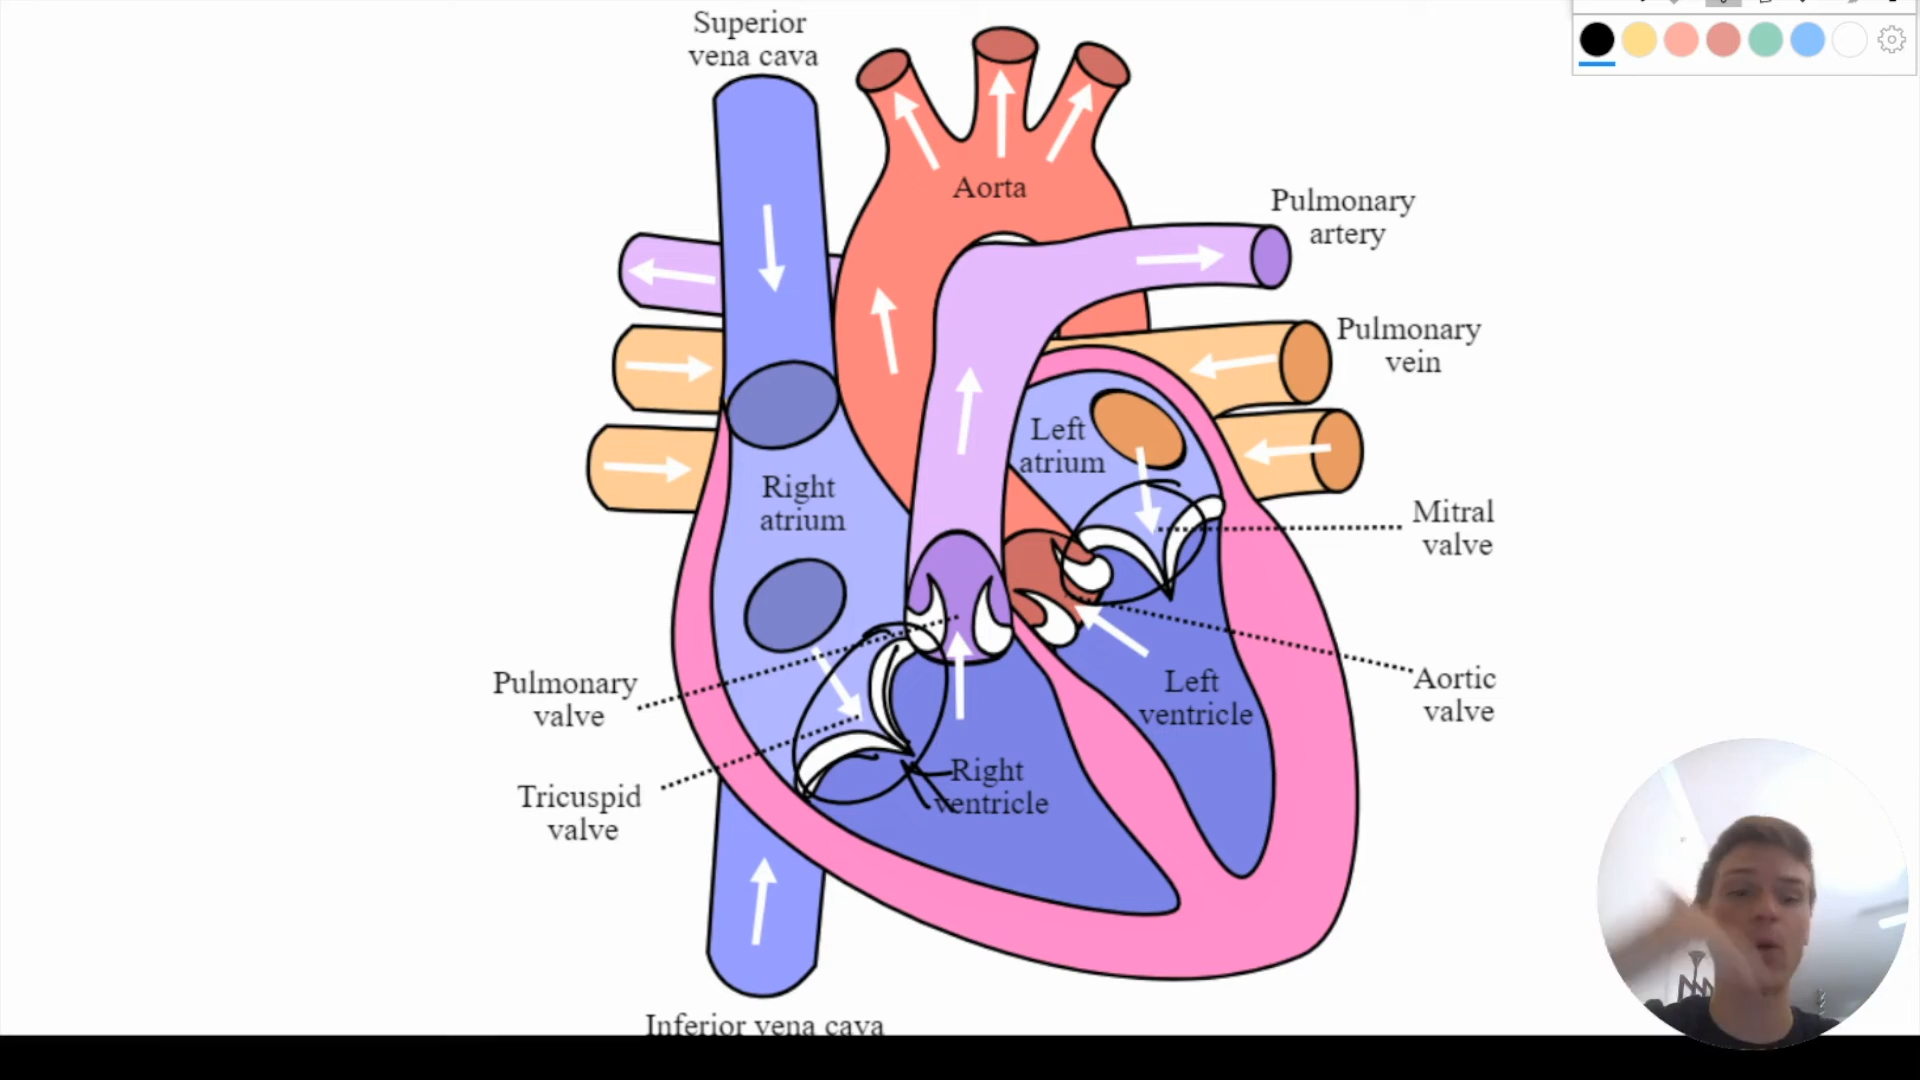 Superior
vena cava
Aorta
Pulmonary
artery
Pulmonary
vein
Left
atrium
Right
atrium
Mitral
valve
Pulmonary
valve
Left
ventricle
Aortic
valve
Right
ventricle
Tricuspid
valve
Inferior vena cava